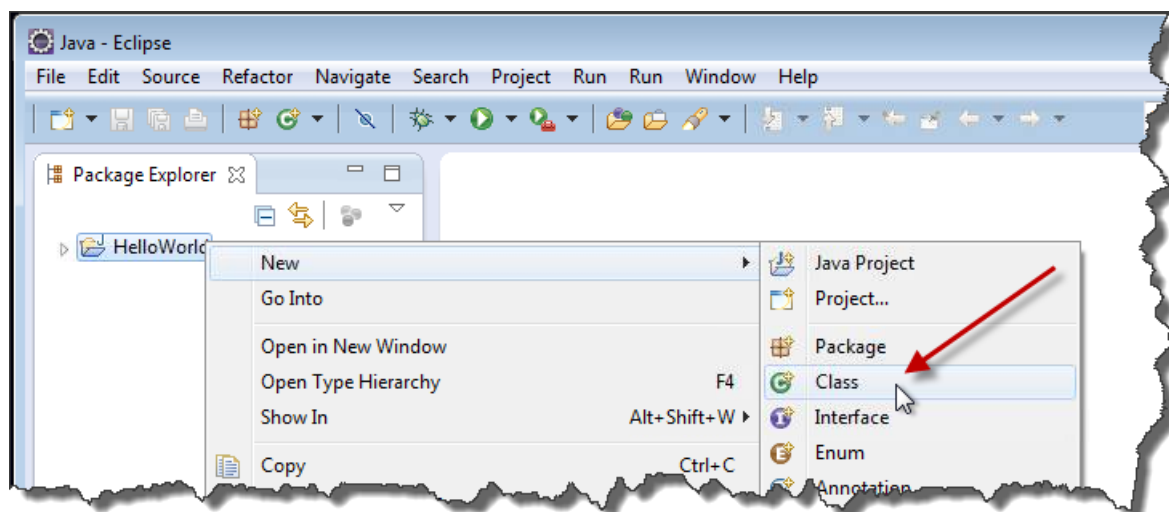 Java - Eclipse
File Edit Source Refactor Navigate Search Project Run Run Window Help
Package Explorer
HelloWorld
New
Go Into
Open in New Window
Open Type Hierarchy F4
Show In Alt+Shift+W
Copy Ctrl+C
Java Project
Project...
Package
Class
Interface
Enum
Annotation